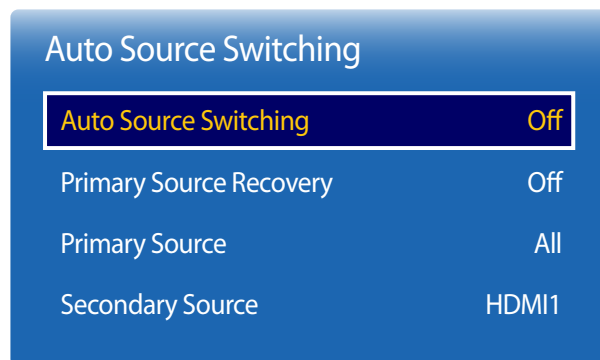 Auto Source Switching
Auto Source Switching Off
Primary Source Recovery Off
Primary Source All
Secondary Source HDMI1